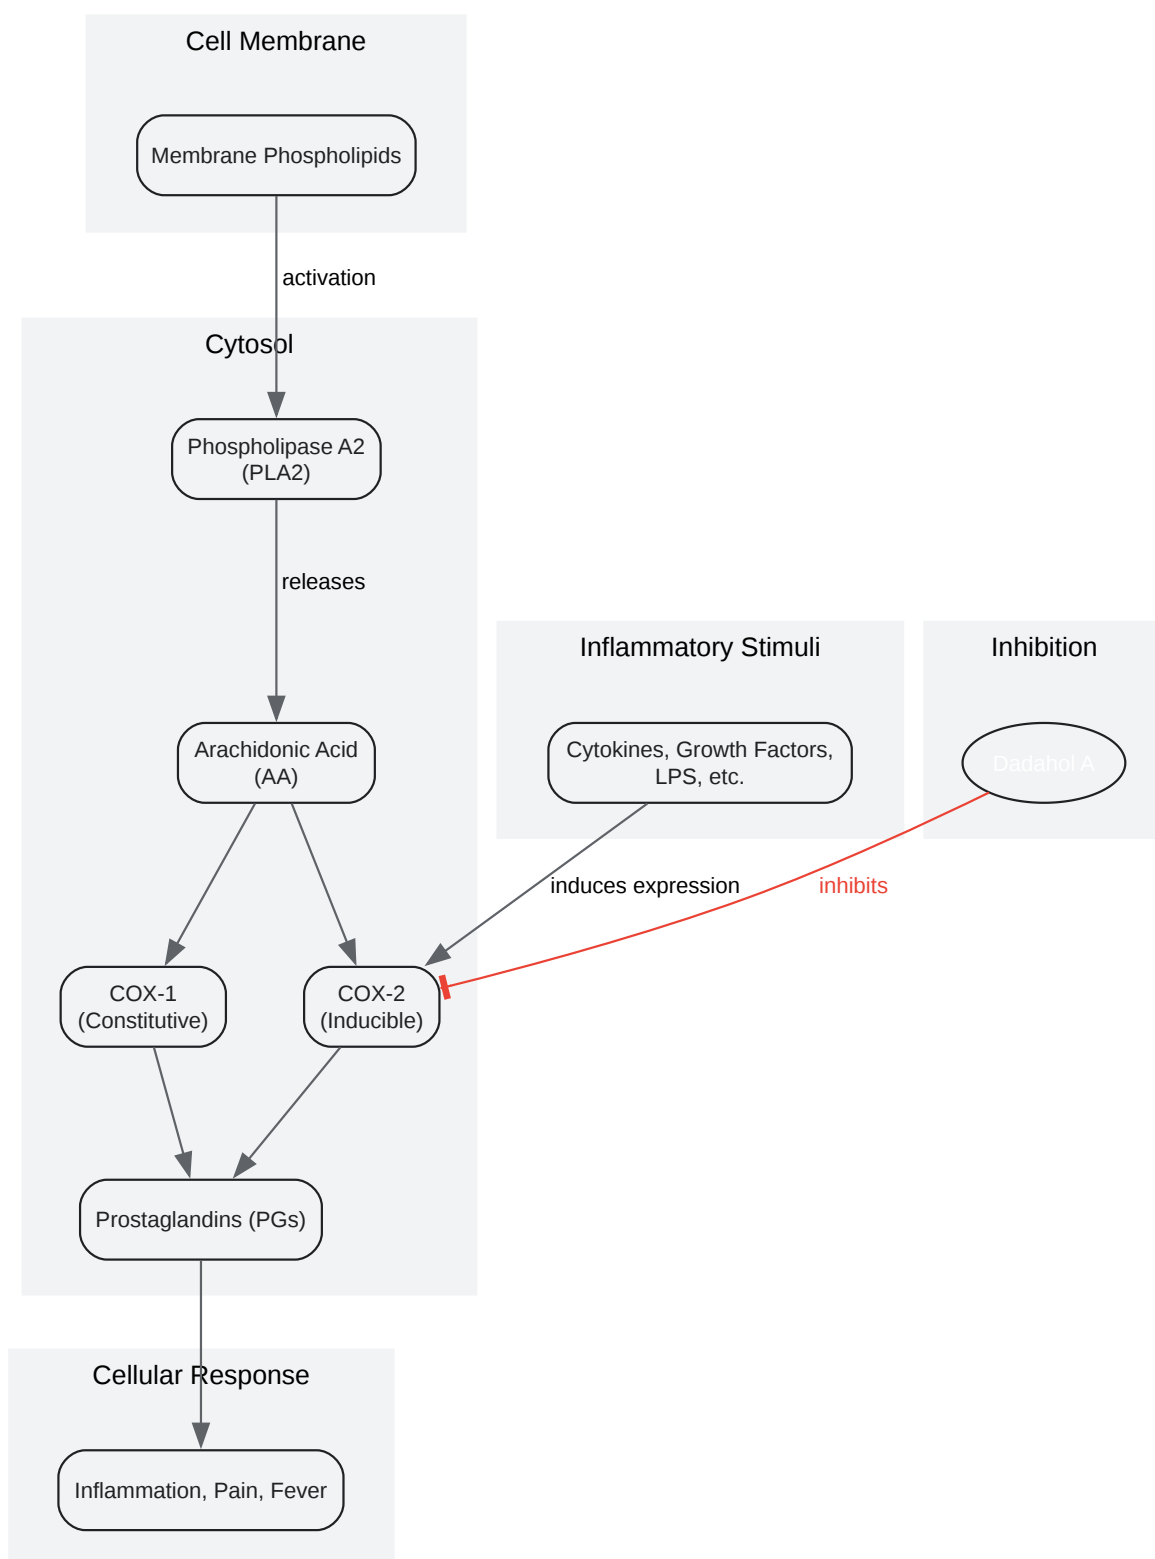 Cell Membrane
Membrane Phospholipids
activation
Cytosol
Phospholipase A2
(PLA2)
releases
Inflammatory Stimuli
Inhibition
Arachidonic Acid
(AA)
Cytokines, Growth Factors,
LPS, etc.
Dadahol A
induces expression
inhibits
COX-1
(Constitutive)
COX-2
(Inducible)
Prostaglandins (PGs)
Cellular Response
Inflammation, Pain, Fever